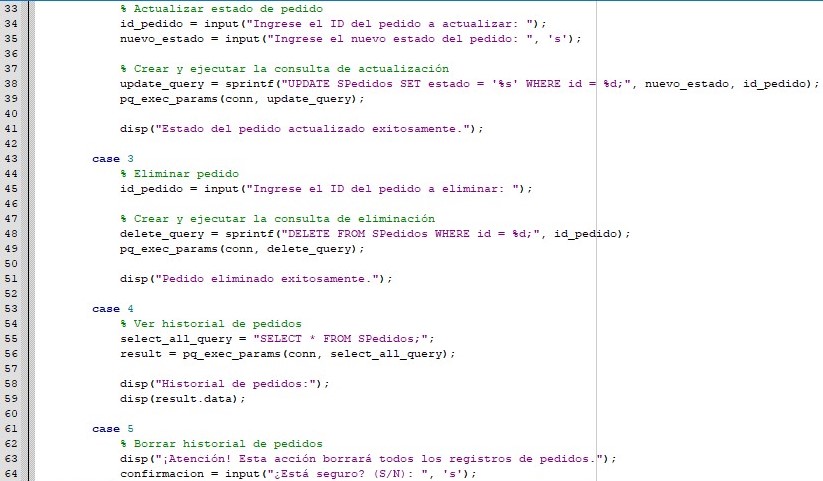 33 % Actualizar estado de pedido
34 id_pedido = input("Ingrese el ID del pedido a actualizar: ");
35 nuevo_estado = input("Ingrese el nuevo estado del pedido: ", 's');
36
37 % Crear y ejecutar la consulta de actualización
38 update_query = sprintf("UPDATE SPedidos SET estado = '%s' WHERE id = %d;", nuevo_estado, id_pedido);
39 pq_exec_params(conn, update_query);
40
41 disp("Estado del pedido actualizado exitosamente.");
42
43 case 3
44 % Eliminar pedido
45 id_pedido = input("Ingrese el ID del pedido a eliminar: ");
46
47 % Crear y ejecutar la consulta de eliminación
48 delete_query = sprintf("DELETE FROM SPedidos WHERE id = %d;", id_pedido);
49 pq_exec_params(conn, delete_query);
50
51 disp("Pedido eliminado exitosamente.");
52
53 case 4
54 % Ver historial de pedidos
55 select_all_query = "SELECT * FROM SPedidos;";
56 result = pq_exec_params(conn, select_all_query);
57
58 disp("Historial de pedidos:");
59 disp(result.data);
60
61 case 5
62 % Borrar historial de pedidos
63 disp("¡Atención! Esta acción borrará todos los registros de pedidos.");
64 confirmacion = input("¿Está seguro? (S/N): ", 's');